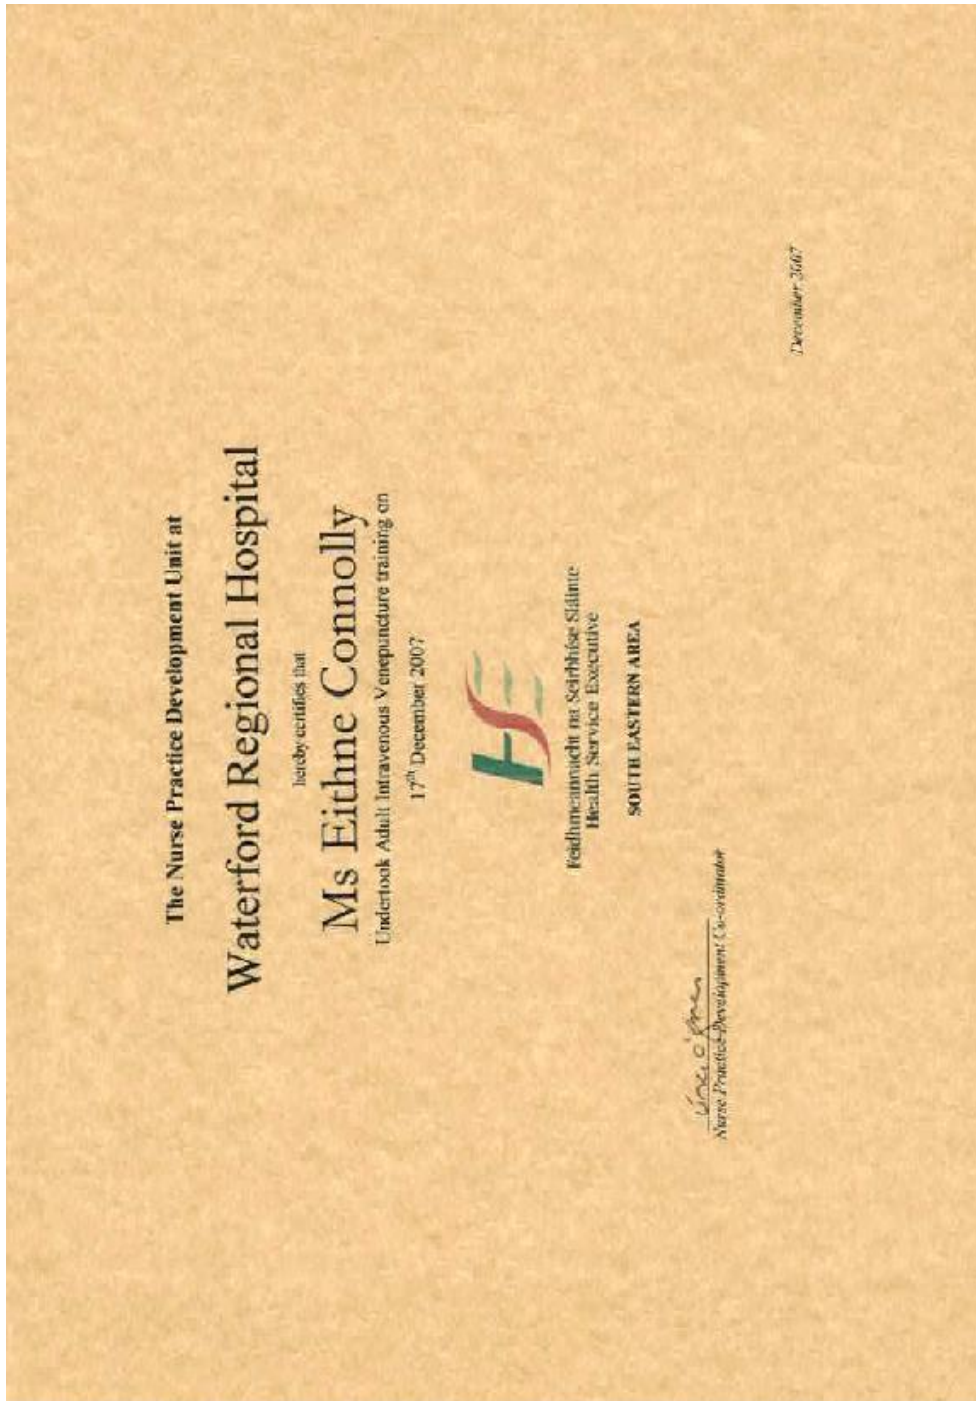 The Nurse Practice Development Unit at
Waterford Regional Hospital
hereby certifies that
Ms Eithne Connolly
Undertook Adult Intravenous Venepuncture training on
17th December 2007
HSE
Feidhmeannacht na Seirbhíse Sláinte
Health Service Executive
SOUTH EASTERN AREA
Nurse Practice Development Co-ordinator
December 2007